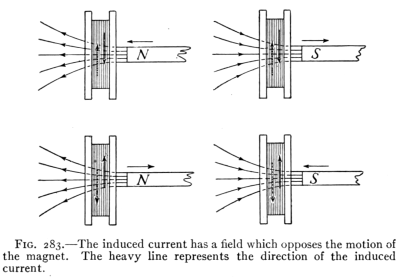 N
S
N
S
FIG. 283.—The induced current has a field which opposes the motion of
the magnet. The heavy line represents the direction of the induced
current.